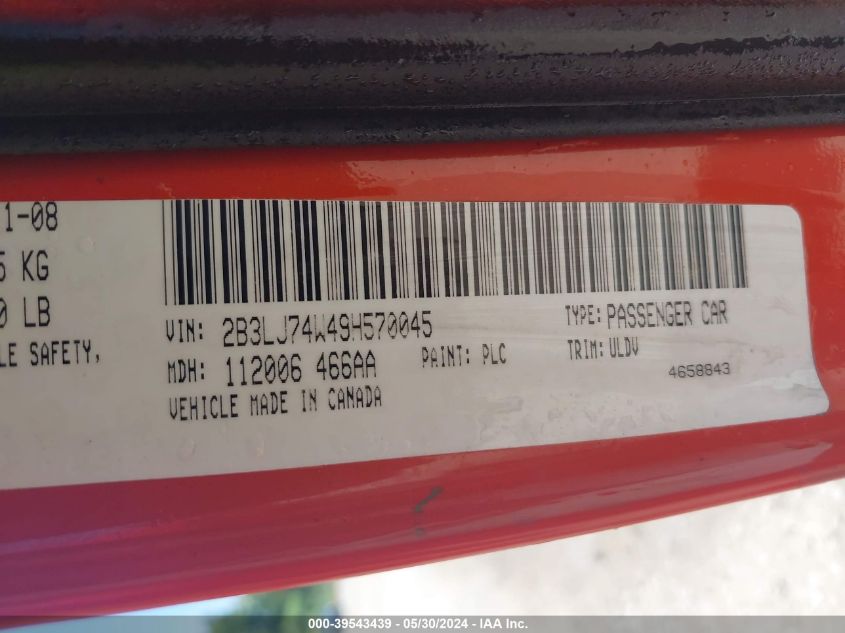 1-08
5 KG
0 LB
LE SAFETY,
VIN: 2B3LJ74W49H570045
TYPE: PASSENGER CAR
MDH: 112006 466AA
PAINT: PLC
TRIM: ULDV
4658843
VEHICLE MADE IN CANADA
000-39543439 - 05/30/2024 - IAA Inc.